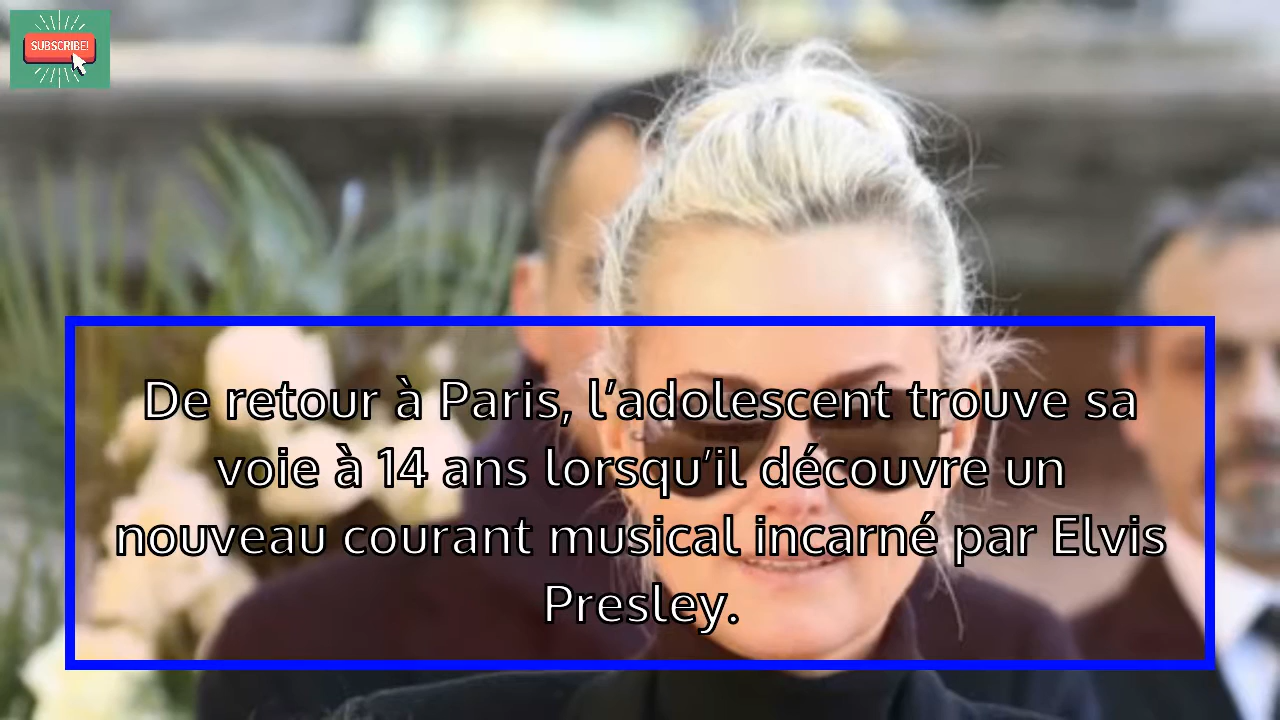 SUBSCRIBE!
De retour à Paris, l’adolescent trouve sa
voie à 14 ans lorsqu’il découvre un
nouveau courant musical incarné par Elvis
Presley.